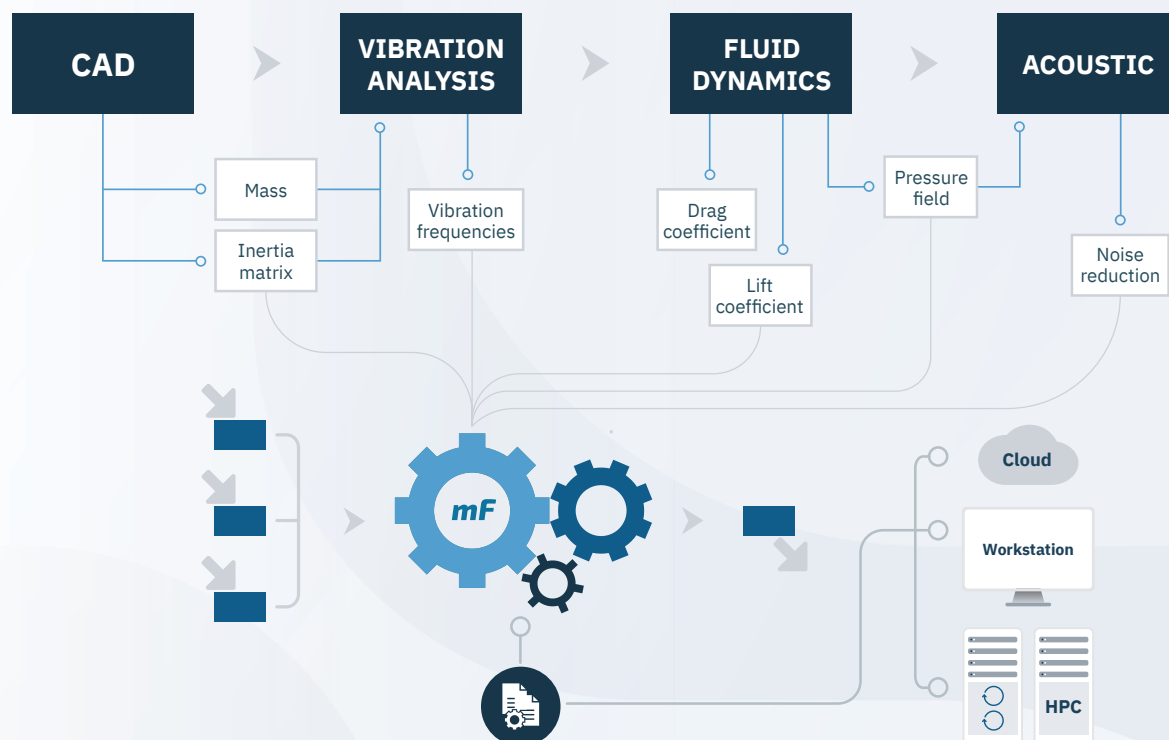 CAD
VIBRATION
ANALYSIS
FLUID
DYNAMICS
ACOUSTIC
Mass
Inertia
matrix
Vibration
frequencies
Drag
coefficient
Lift
coefficient
Pressure
field
Noise
reduction
mF
Cloud
Workstation
HPC